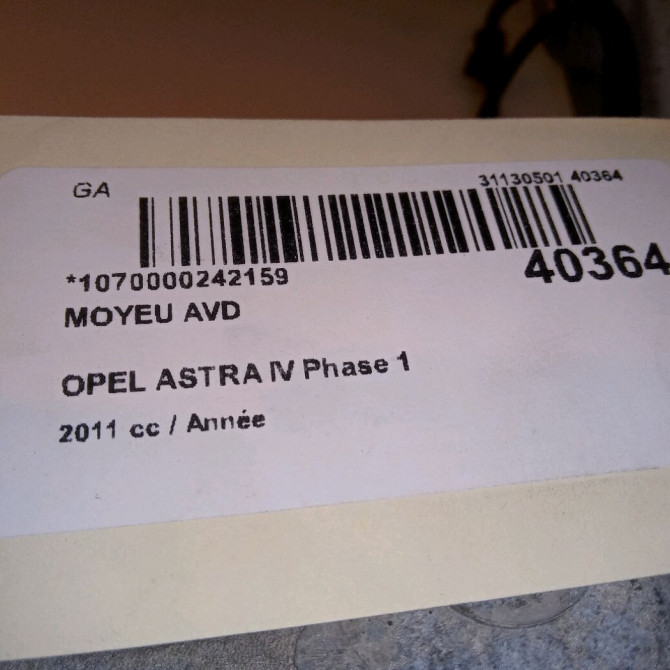 GA
31130501 40364
*1070000242159
40364
MOYEU AVD
OPEL ASTRA IV Phase 1
2011 cc / Année